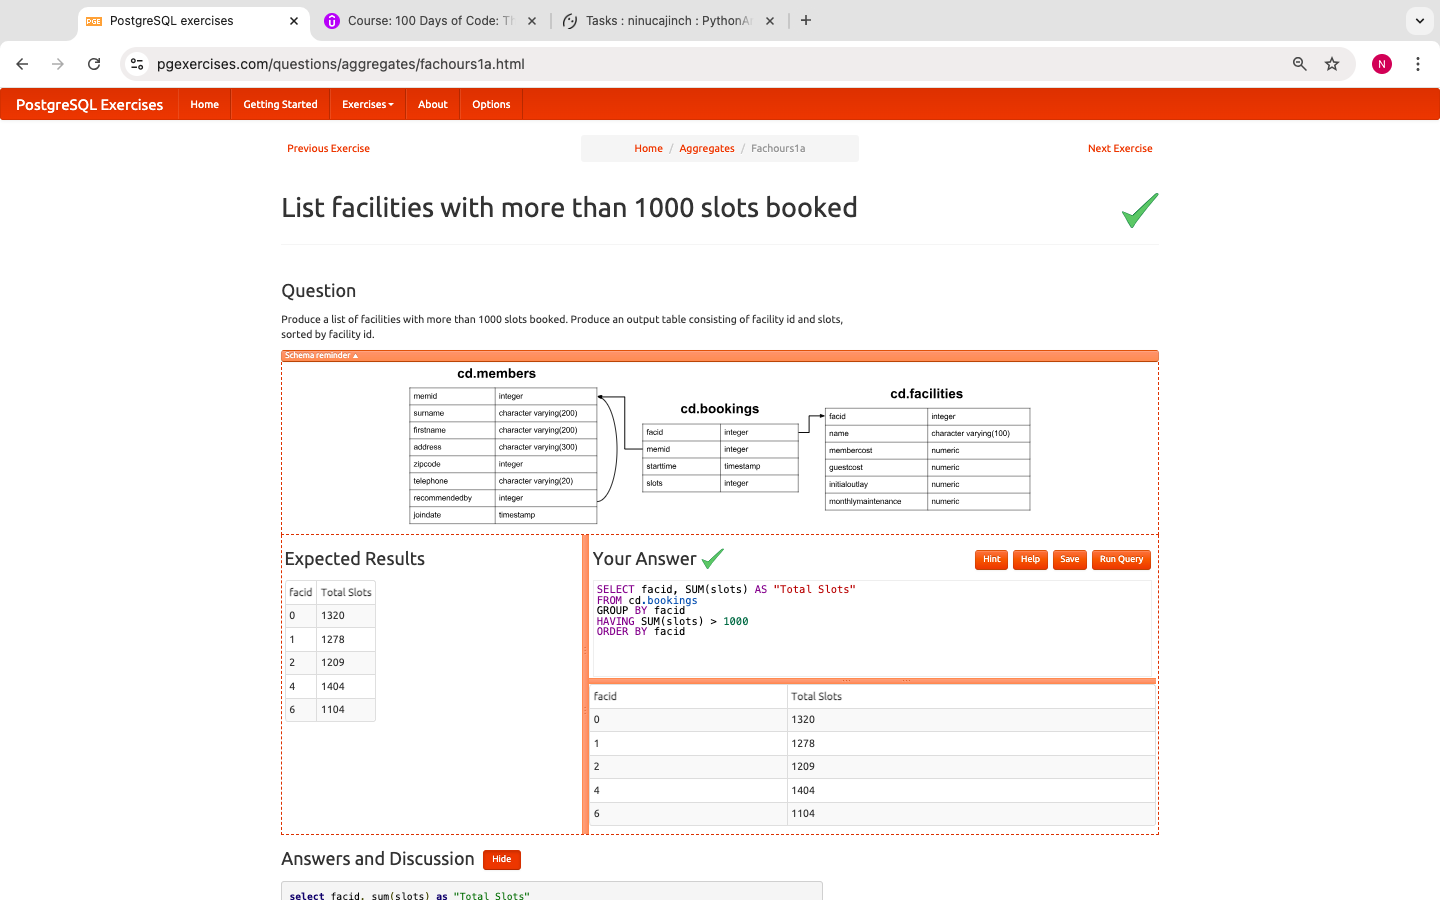 PostgreSQL exercises
Course: 100 Days of Code: Th
Tasks : ninucajinch : PythonA
pgexercises.com/questions/aggregates/fachours1a.html
N
PostgreSQL Exercises
Home
Getting Started
Exercises
About
Options
Previous Exercise
Home / Aggregates / Fachours1a
Next Exercise
List facilities with more than 1000 slots booked
Question
Produce a list of facilities with more than 1000 slots booked. Produce an output table consisting of facility id and slots,
sorted by facility id.
Schema reminder
cd.members
memid integer
surname character varying(200)
firstname character varying(200)
address character varying(300)
zipcode integer
telephone character varying(20)
recommendedby integer
joindate timestamp
cd.bookings
facid integer
memid integer
starttime timestamp
slots integer
cd.facilities
facid integer
name character varying(100)
membercost numeric
guestcost numeric
initialoutlay numeric
monthlymaintenance numeric
Expected Results
facid Total Slots
0 1320
1 1278
2 1209
4 1404
6 1104
Your Answer
Hint
Help
Save
Run Query
SELECT facid, SUM(slots) AS "Total Slots"
FROM cd.bookings
GROUP BY facid
HAVING SUM(slots) > 1000
ORDER BY facid
facid Total Slots
0 1320
1 1278
2 1209
4 1404
6 1104
Answers and Discussion
Hide
select facid, sum(slots) as "Total Slots"